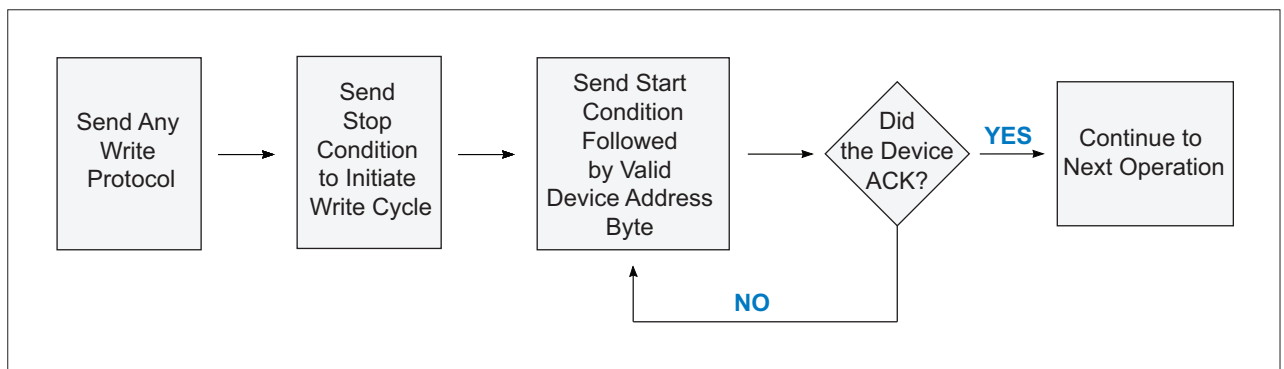 Send Any
Write
Protocol
Send
Stop
Condition
to Initiate
Write Cycle
Send Start
Condition
Followed
by Valid
Device Address
Byte
Did
the Device
ACK?
YES
Continue to
Next Operation
NO